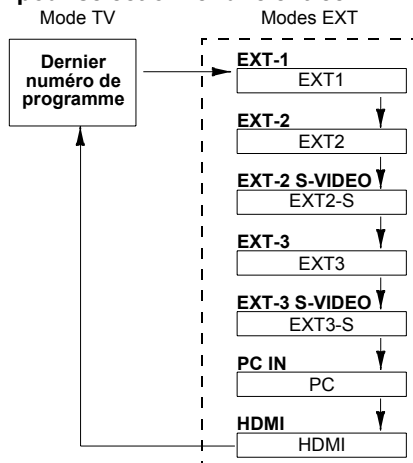 Mode TV
Modes EXT
Dernier
numéro de
programme
EXT-1
EXT1
EXT-2
EXT2
EXT-2 S-VIDEO
EXT2-S
EXT-3
EXT3
EXT-3 S-VIDEO
EXT3-S
PC IN
PC
HDMI
HDMI